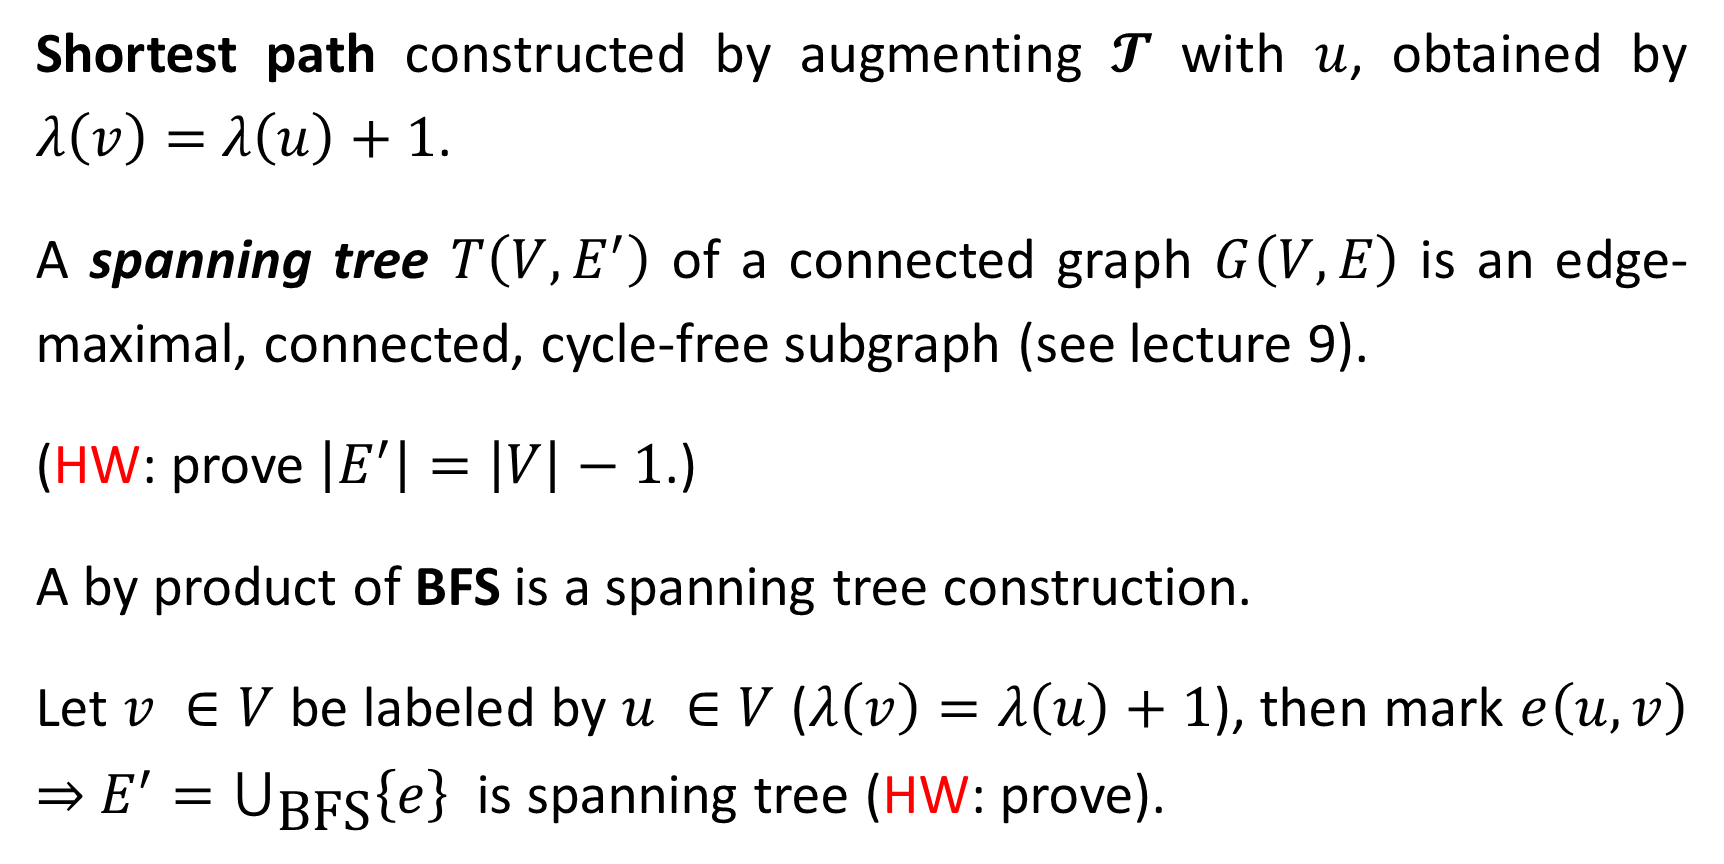 Shortest path constructed by augmenting 𝓣 with 𝑢, obtained by
𝜆(𝑣) = 𝜆(𝑢) + 1.
A spanning tree 𝑇(𝑉, 𝐸′) of a connected graph 𝐺(𝑉, 𝐸) is an edge-
maximal, connected, cycle-free subgraph (see lecture 9).
(HW: prove |𝐸′| = |𝑉| − 1.)
A by product of BFS is a spanning tree construction.
Let 𝑣 ∈ 𝑉 be labeled by 𝑢 ∈ 𝑉 (𝜆(𝑣) = 𝜆(𝑢) + 1), then mark 𝑒(𝑢, 𝑣)
⇒ 𝐸′ = ⋃BFS{𝑒} is spanning tree (HW: prove).